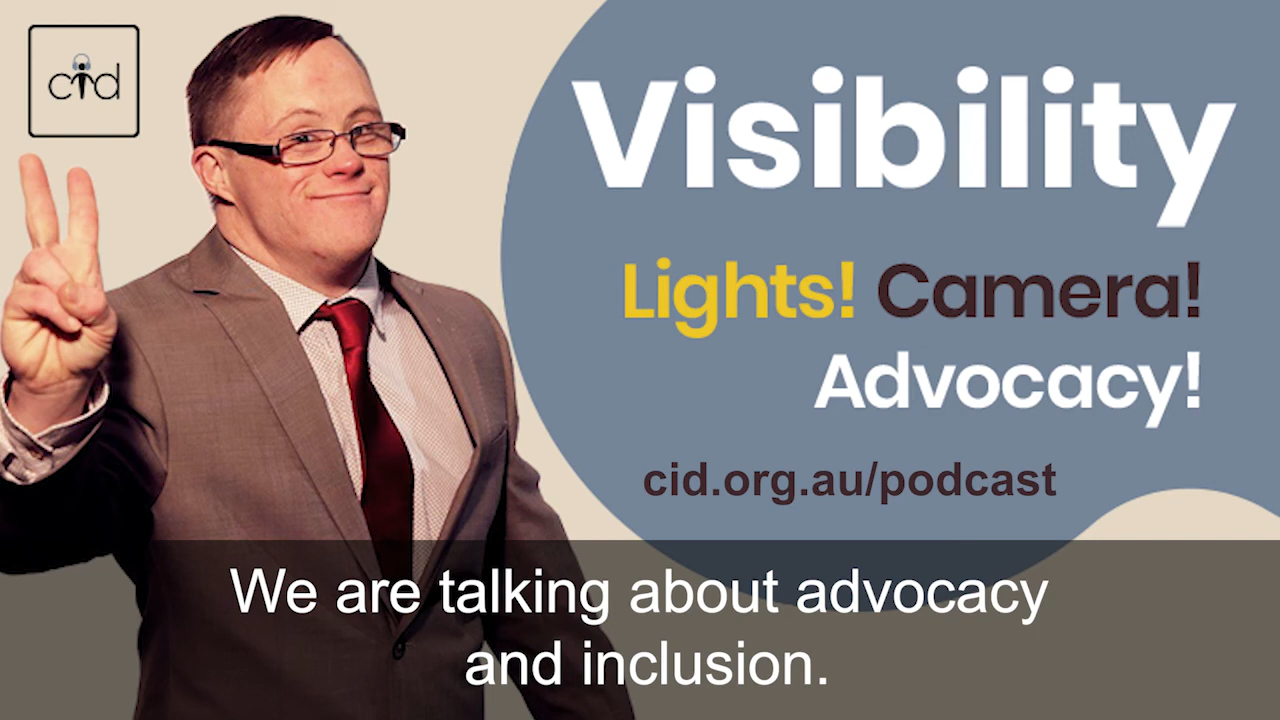 cid
Visibility
Lights! Camera!
Advocacy!
cid.org.au/podcast
We are talking about advocacy
and inclusion.